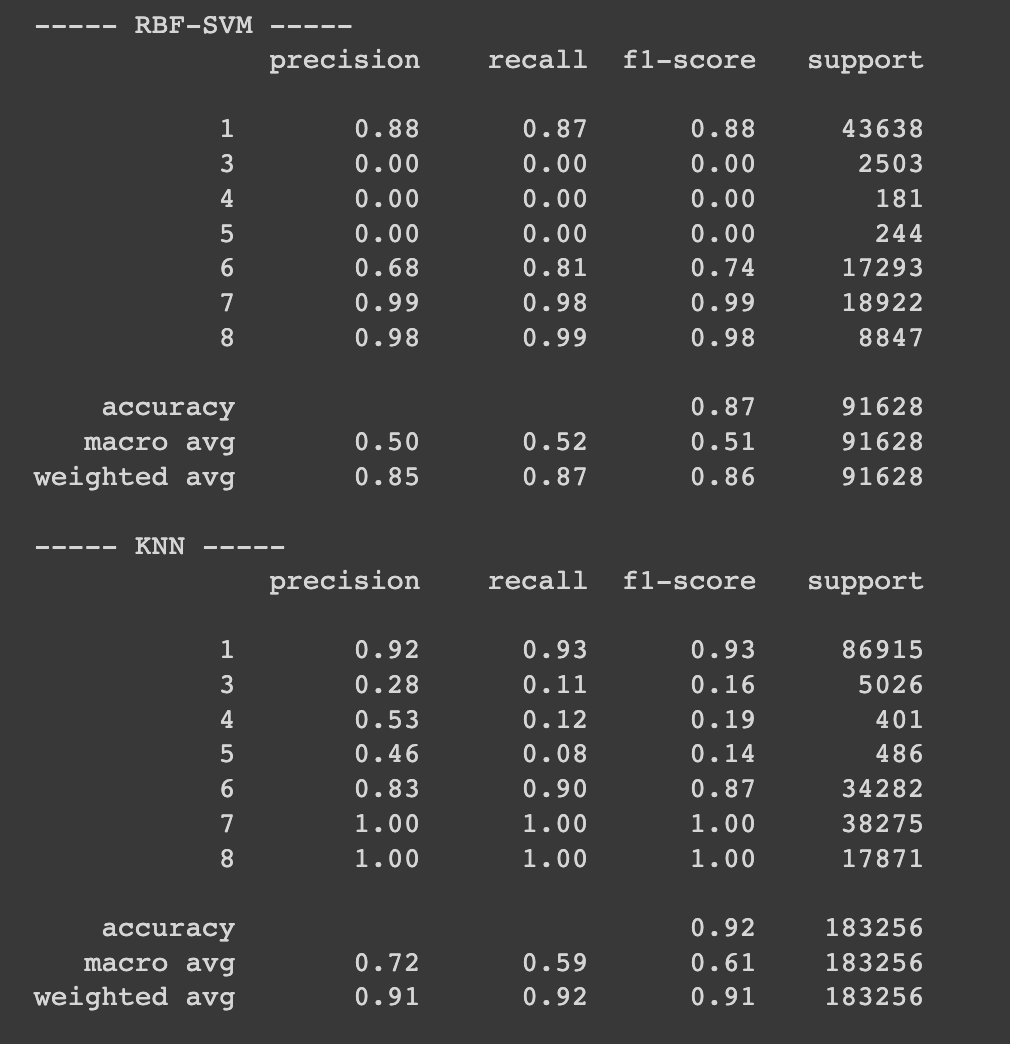 ----- RBF-SVM -----
precision recall f1-score support
1 0.88 0.87 0.88 43638
3 0.00 0.00 0.00 2503
4 0.00 0.00 0.00 181
5 0.00 0.00 0.00 244
6 0.68 0.81 0.74 17293
7 0.99 0.98 0.99 18922
8 0.98 0.99 0.98 8847
accuracy 0.87 91628
macro avg 0.50 0.52 0.51 91628
weighted avg 0.85 0.87 0.86 91628
----- KNN -----
precision recall f1-score support
1 0.92 0.93 0.93 86915
3 0.28 0.11 0.16 5026
4 0.53 0.12 0.19 401
5 0.46 0.08 0.14 486
6 0.83 0.90 0.87 34282
7 1.00 1.00 1.00 38275
8 1.00 1.00 1.00 17871
accuracy 0.92 183256
macro avg 0.72 0.59 0.61 183256
weighted avg 0.91 0.92 0.91 183256